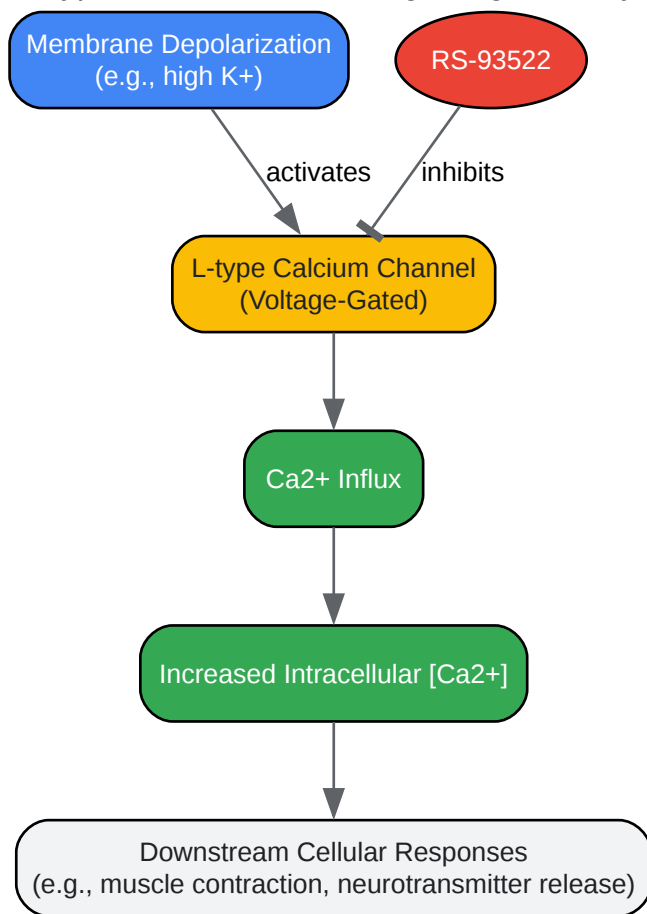 Membrane Depolarization
(e.g., high K+)
RS-93522
activates
inhibits
L-type Calcium Channel
(Voltage-Gated)
Ca2+ Influx
Increased Intracellular [Ca2+]
Downstream Cellular Responses
(e.g., muscle contraction, neurotransmitter release)